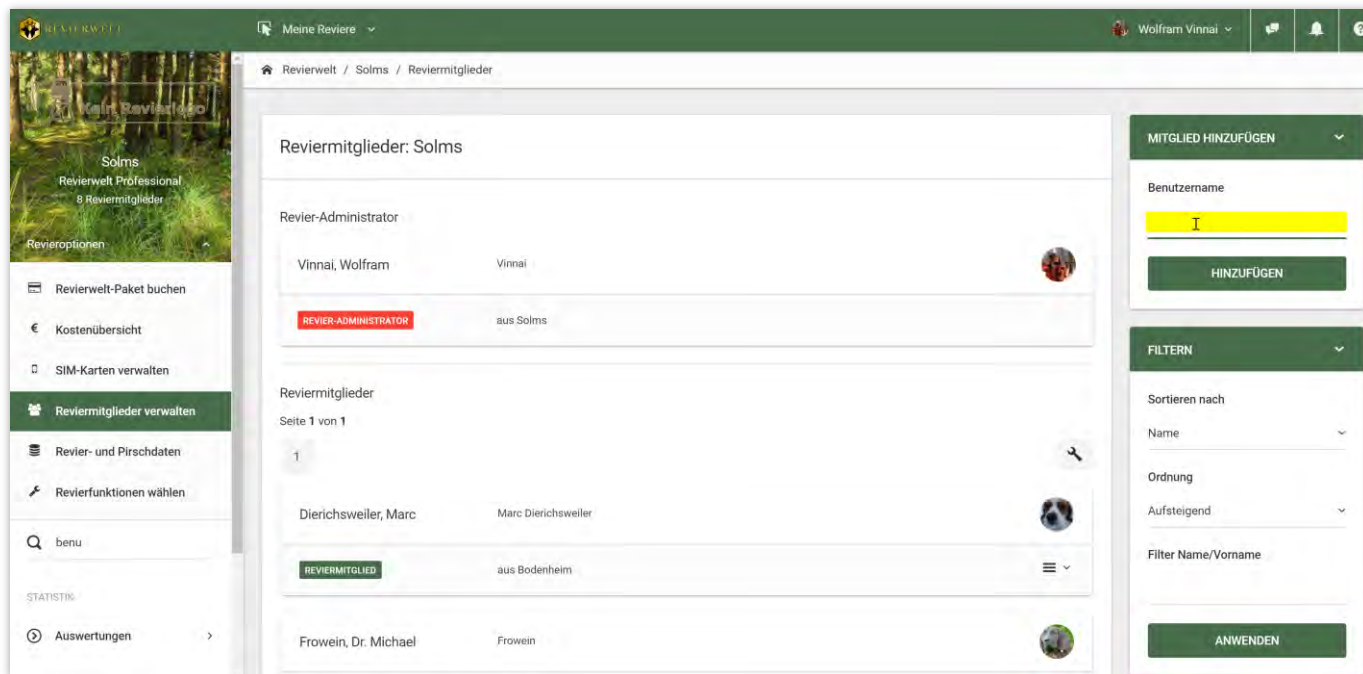 REVIERWELT
Meine Reviere
Wolfram Vinnai
Revierwelt / Solms / Reviermitglieder
Kein Revierlogo
Solms
Revierwelt Professional
8 Reviermitglieder
Revieroptionen
Revierwelt-Paket buchen
Kostenübersicht
SIM-Karten verwalten
Reviermitglieder verwalten
Revier- und Pirschdaten
Revierfunktionen wählen
benu
STATISTIK
Auswertungen
Reviermitglieder: Solms
Revier-Administrator
Vinnai, Wolfram
Vinnai
REVIER-ADMINISTRATOR
aus Solms
Reviermitglieder
Seite 1 von 1
1
Dierichsweiler, Marc
Marc Dierichsweiler
REVIERMITGLIED
aus Bodenheim
Frowein, Dr. Michael
Frowein
MITGLIED HINZUFÜGEN
Benutzername
HINZUFÜGEN
FILTERN
Sortieren nach
Name
Ordnung
Aufsteigend
Filter Name/Vorname
ANWENDEN